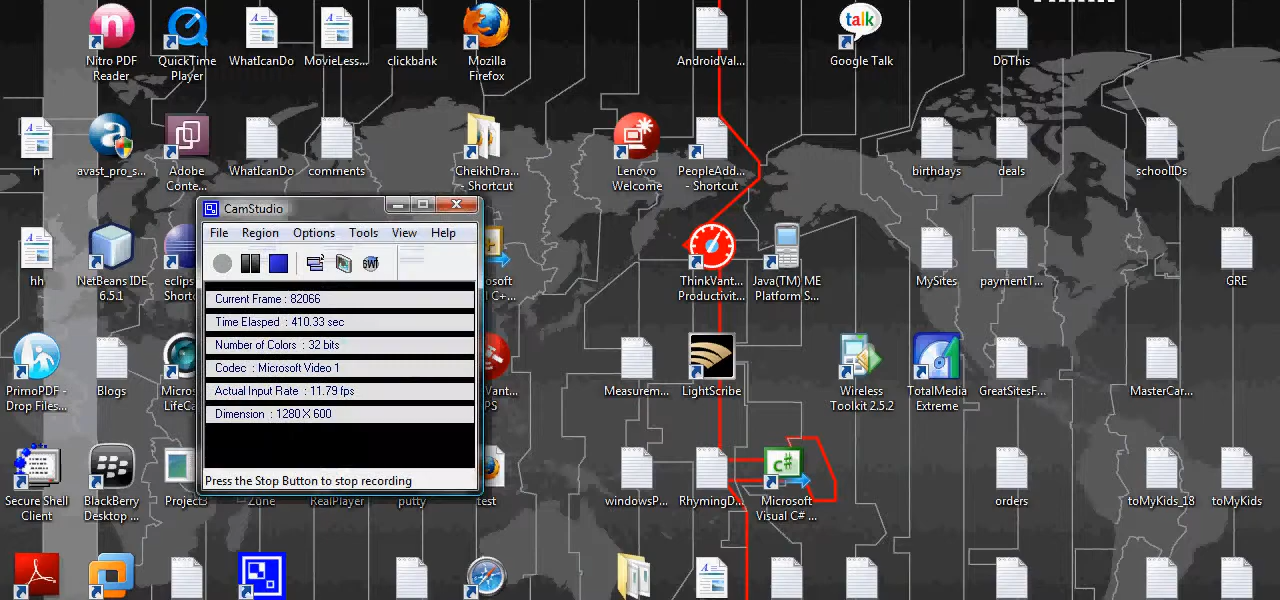 Nitro PDF Reader
QuickTime Player
WhatIcanDo
MovieLess...
clickbank
Mozilla Firefox
AndroidVal...
talk
Google Talk
DoThis
h
avast_pro_s...
Adobe Conte...
WhatIcanDo
comments
CheikhDra... - Shortcut
Lenovo Welcome
PeopleAdd... - Shortcut
birthdays
deals
schoolIDs
CamStudio
File Region Options Tools View Help
Current Frame : 82066
Time Elasped : 410.33 sec
Number of Colors : 32 bits
Codec : Microsoft Video 1
Actual Input Rate : 11.79 fps
Dimension : 1280 X 600
Press the Stop Button to stop recording
hh
NetBeans IDE 6.5.1
ThinkVant... Productivit...
Java(TM) ME Platform S...
MySites
paymentT...
GRE
PrimoPDF - Drop Files...
Blogs
Measurem...
LightScribe
Wireless Toolkit 2.5.2
TotalMedia Extreme
GreatSitesF...
MasterCar...
Secure Shell Client
BlackBerry Desktop ...
Project3
Zone
RealPlayer
putty
test
windowsP...
RhymingD...
C#
Microsoft Visual C# ...
orders
toMyKids_18
toMyKids